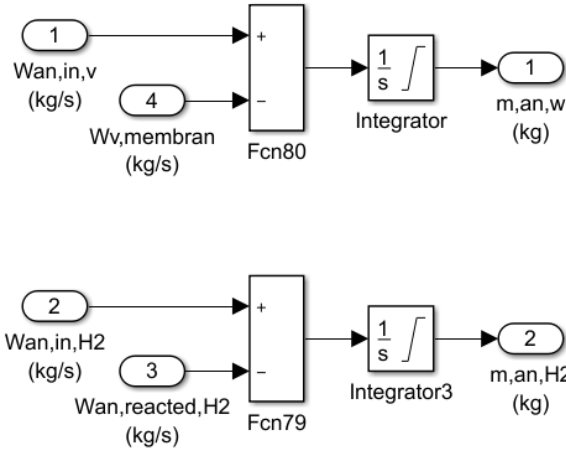 1
Wan,in,v
(kg/s)
4
Wv,membran
(kg/s)
+
−
Fcn80
1
s
Integrator
1
m,an,w
(kg)
2
Wan,in,H2
(kg/s)
3
Wan,reacted,H2
(kg/s)
+
−
Fcn79
1
s
Integrator3
2
m,an,H2
(kg)